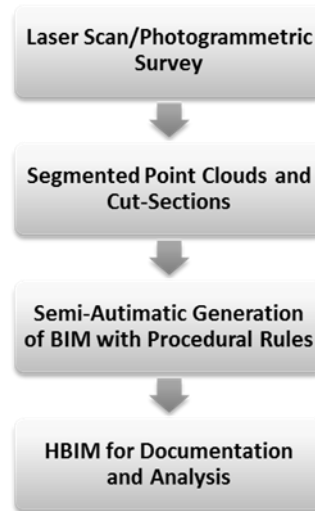 Laser Scan/Photogrammetric
Survey
Segmented Point Clouds and
Cut-Sections
Semi-Autimatic Generation
of BIM with Procedural Rules
HBIM for Documentation
and Analysis